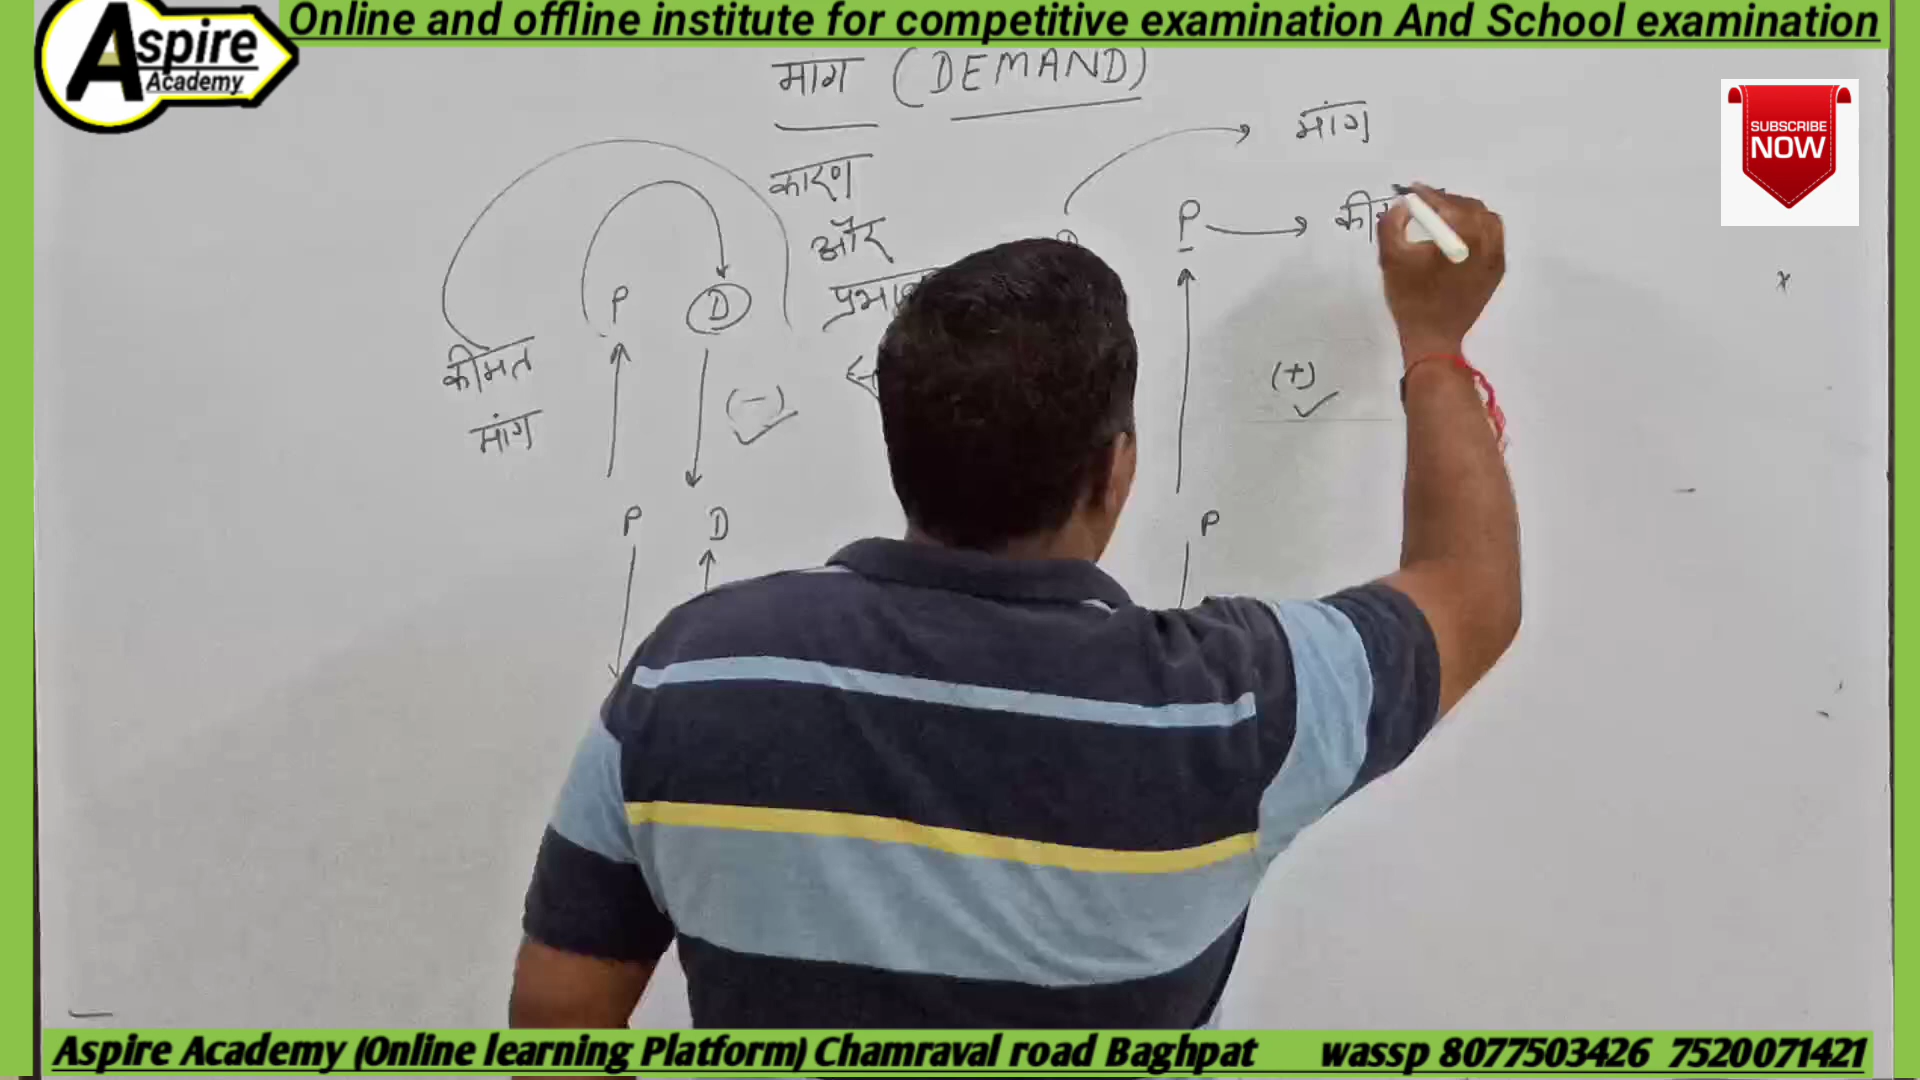 Online and offline institute for competitive examination And School examination
Aspire
Academy
मांग (DEMAND)
SUBSCRIBE
NOW
मांग
कारण
और
P
P
D
कीमत
मांग
(-)
(+)
P
D
P
Aspire Academy (Online learning Platform) Chamraval road Baghpat
wassp 8077503426 7520071421